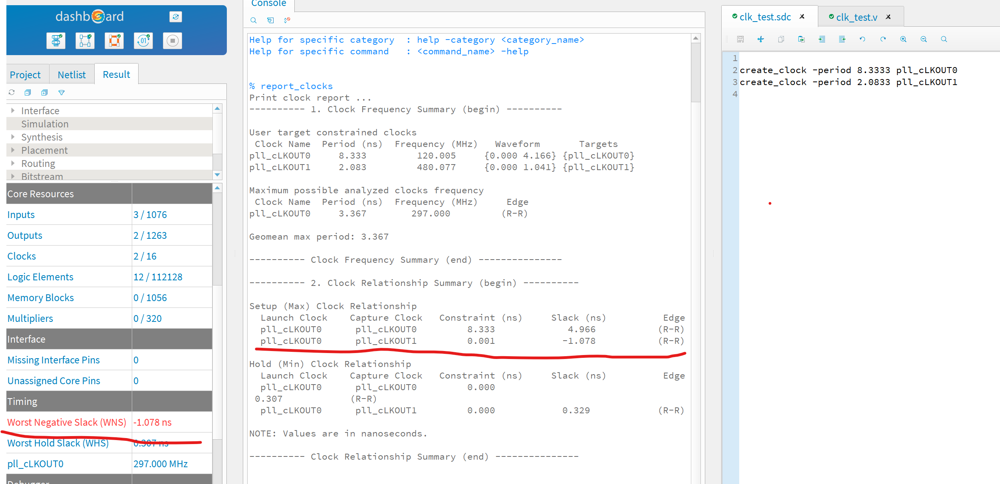 dashboard
Project
Netlist
Result
Interface
Simulation
Synthesis
Placement
Routing
Bitstream
Core Resources
Inputs 3 / 1076
Outputs 2 / 1263
Clocks 2 / 16
Logic Elements 12 / 112128
Memory Blocks 0 / 1056
Multipliers 0 / 320
Interface
Missing Interface Pins 0
Unassigned Core Pins 0
Timing
Worst Negative Slack (WNS) -1.078 ns
Worst Hold Slack (WHS) 0.307 ns
pll_cLKOUT0 297.000 MHz
Debugger
Console
Help for specific category : help -category <category_name>
Help for specific command : <command_name> -help
% report_clocks
Print clock report ...
---------- 1. Clock Frequency Summary (begin) ----------
User target constrained clocks
Clock Name Period (ns) Frequency (MHz) Waveform Targets
pll_cLKOUT0 8.333 120.005 {0.000 4.166} {pll_cLKOUT0}
pll_cLKOUT1 2.083 480.077 {0.000 1.041} {pll_cLKOUT1}
Maximum possible analyzed clocks frequency
Clock Name Period (ns) Frequency (MHz) Edge
pll_cLKOUT0 3.367 297.000 (R-R)
Geomean max period: 3.367
---------- Clock Frequency Summary (end) ---------------
---------- 2. Clock Relationship Summary (begin) ----------
Setup (Max) Clock Relationship
Launch Clock Capture Clock Constraint (ns) Slack (ns) Edge
pll_cLKOUT0 pll_cLKOUT0 8.333 4.966 (R-R)
pll_cLKOUT0 pll_cLKOUT1 0.001 -1.078 (R-R)
Hold (Min) Clock Relationship
Launch Clock Capture Clock Constraint (ns) Slack (ns) Edge
pll_cLKOUT0 pll_cLKOUT0 0.000
0.307 (R-R)
pll_cLKOUT0 pll_cLKOUT1 0.000 0.329 (R-R)
NOTE: Values are in nanoseconds.
---------- Clock Relationship Summary (end) ---------------
clk_test.sdc
clk_test.v
1
2 create_clock -period 8.3333 pll_cLKOUT0
3 create_clock -period 2.0833 pll_cLKOUT1
4